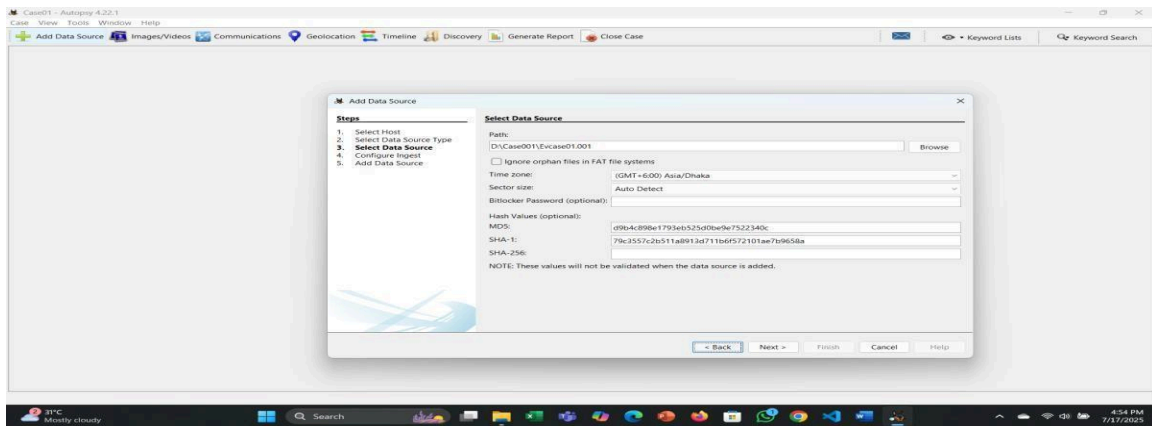 Case01 - Autopsy 4.22.1
Case View Tools Window Help
Add Data Source Images/Videos Communications Geolocation Timeline Discovery Generate Report Close Case Keyword Lists Keyword Search
Add Data Source
Steps
1. Select Host
2. Select Data Source Type
3. Select Data Source
4. Configure Ingest
5. Add Data Source
Select Data Source
Path:
D:\Case001\Evcase01.001 Browse
Ignore orphan files in FAT file systems
Time zone: (GMT+6:00) Asia/Dhaka
Sector size: Auto Detect
Bitlocker Password (optional):
Hash Values (optional):
MD5: d9b4c898e1793eb525d0be9e7522340c
SHA-1: 79c3557c2b511a8913d711b6f572101ae7b9658a
SHA-256:
NOTE: These values will not be validated when the data source is added.
< Back Next > Finish Cancel Help
31°C
Mostly cloudy
Search
4:54 PM
7/17/2025